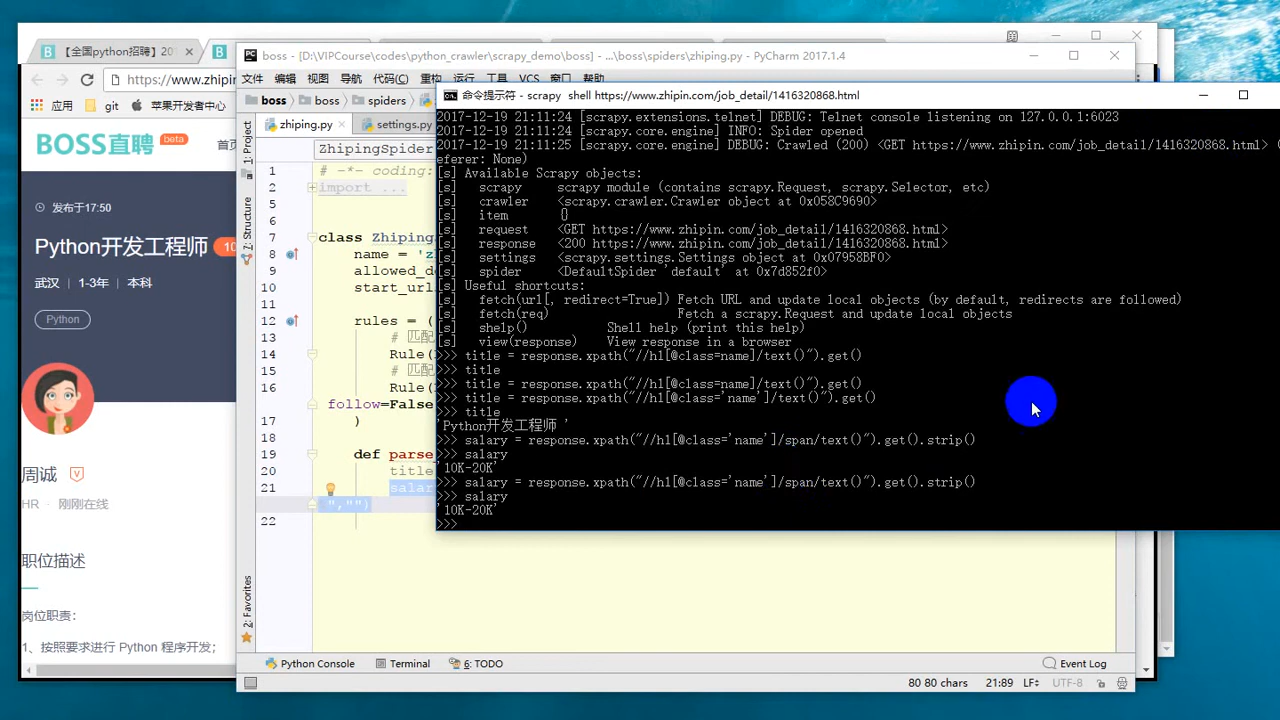 【全国python招聘】20
boss - [D:\VIPCourse\codes\python_crawler\scrapy_demo\boss] - ...\boss\spiders\zhiping.py - PyCharm 2017.1.4
https://www.zhipin
文件 编辑 视图 导航 代码(C) 重构 运行 工具 VCS 窗口 帮助
应用 git 苹果开发者中心
boss boss spiders
zhiping.py settings.py
BOSS直聘 beta 首页
发布于17:50
Python开发工程师 10
武汉 1-3年 本科
Python
周诚
HR · 刚刚在线
职位描述
岗位职责:
1、按照要求进行 Python 程序开发；
1: Project
7: Structure
2: Favorites
ZhipingSpider
1 # -*- coding:
2 import ...
5
6
7 class Zhiping
8 name = 'z
9 allowed_do
10 start_url
11
12 rules = (
13 # 匹配
14 Rule(
15 # 匹配
16 Rule(
follow=False
17 )
18
19 def parse
20 title
21 salar
","")
22
Python Console Terminal 6: TODO Event Log
80 80 chars 21:89 LF÷ UTF-8
命令提示符 - scrapy shell https://www.zhipin.com/job_detail/1416320868.html
2017-12-19 21:11:24 [scrapy.extensions.telnet] DEBUG: Telnet console listening on 127.0.0.1:6023
2017-12-19 21:11:24 [scrapy.core.engine] INFO: Spider opened
2017-12-19 21:11:25 [scrapy.core.engine] DEBUG: Crawled (200) <GET https://www.zhipin.com/job_detail/1416320868.html> (
eferer: None)
[s] Available Scrapy objects:
[s] scrapy scrapy module (contains scrapy.Request, scrapy.Selector, etc)
[s] crawler <scrapy.crawler.Crawler object at 0x058C9690>
[s] item {}
[s] request <GET https://www.zhipin.com/job_detail/1416320868.html>
[s] response <200 https://www.zhipin.com/job_detail/1416320868.html>
[s] settings <scrapy.settings.Settings object at 0x07958BF0>
[s] spider <DefaultSpider 'default' at 0x7d852f0>
[s] Useful shortcuts:
[s] fetch(url[, redirect=True]) Fetch URL and update local objects (by default, redirects are followed)
[s] fetch(req) Fetch a scrapy.Request and update local objects
[s] shelp() Shell help (print this help)
[s] view(response) View response in a browser
>>> title = response.xpath("//h1[@class=name]/text()").get()
>>> title
>>> title = response.xpath("//h1[@class=name]/text()").get()
>>> title = response.xpath("//h1[@class='name']/text()").get()
>>> title
'Python开发工程师 '
>>> salary = response.xpath("//h1[@class='name']/span/text()").get().strip()
>>> salary
'10K-20K'
>>> salary = response.xpath("//h1[@class='name']/span/text()").get().strip()
>>> salary
'10K-20K'
>>>